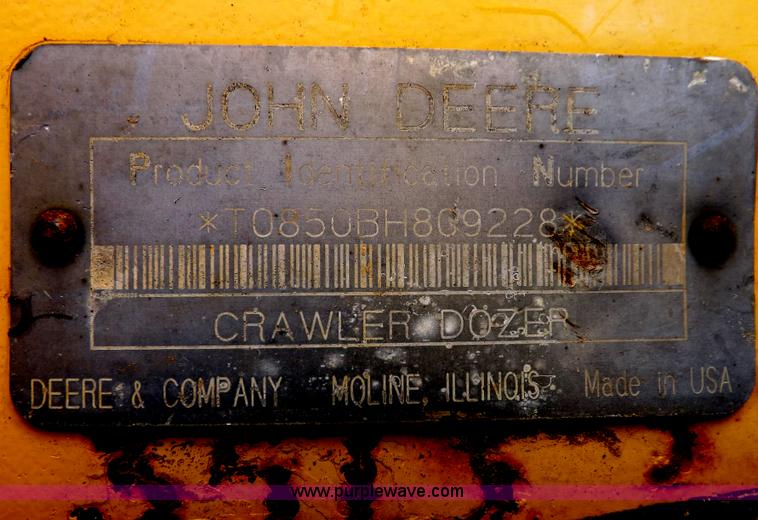 JOHN DEERE
Product Identification Number
*T0850BH809228*
CRAWLER DOZER
DEERE & COMPANY MOLINE, ILLINOIS Made in USA
www.purplewave.com